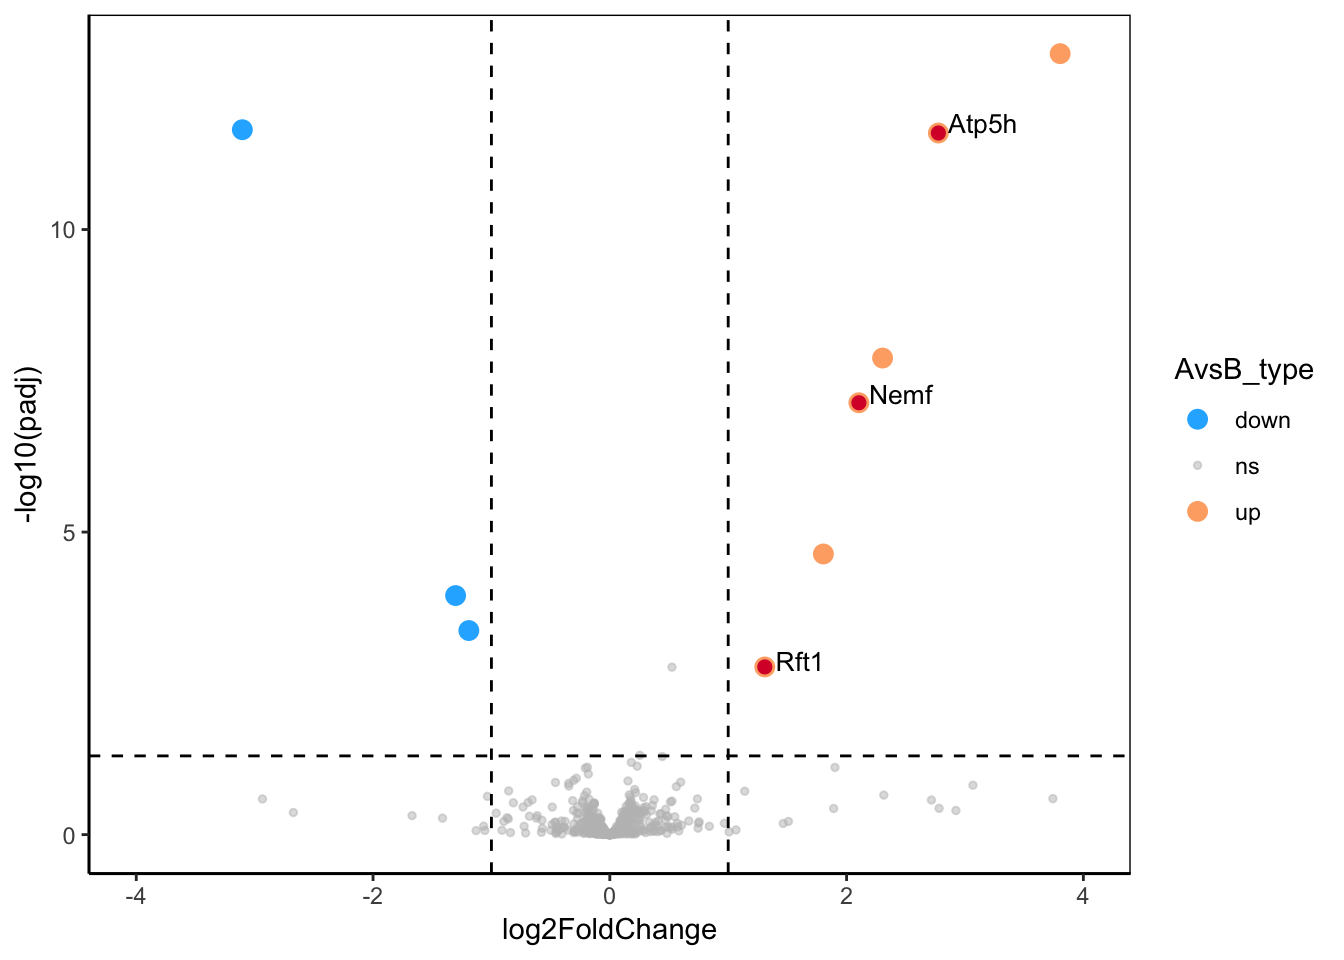 Atp5h
10
Nemf
5
Rft1
0
-4
-2
0
2
4
log2FoldChange
-log10(padj)
AvsB_type
down
ns
up